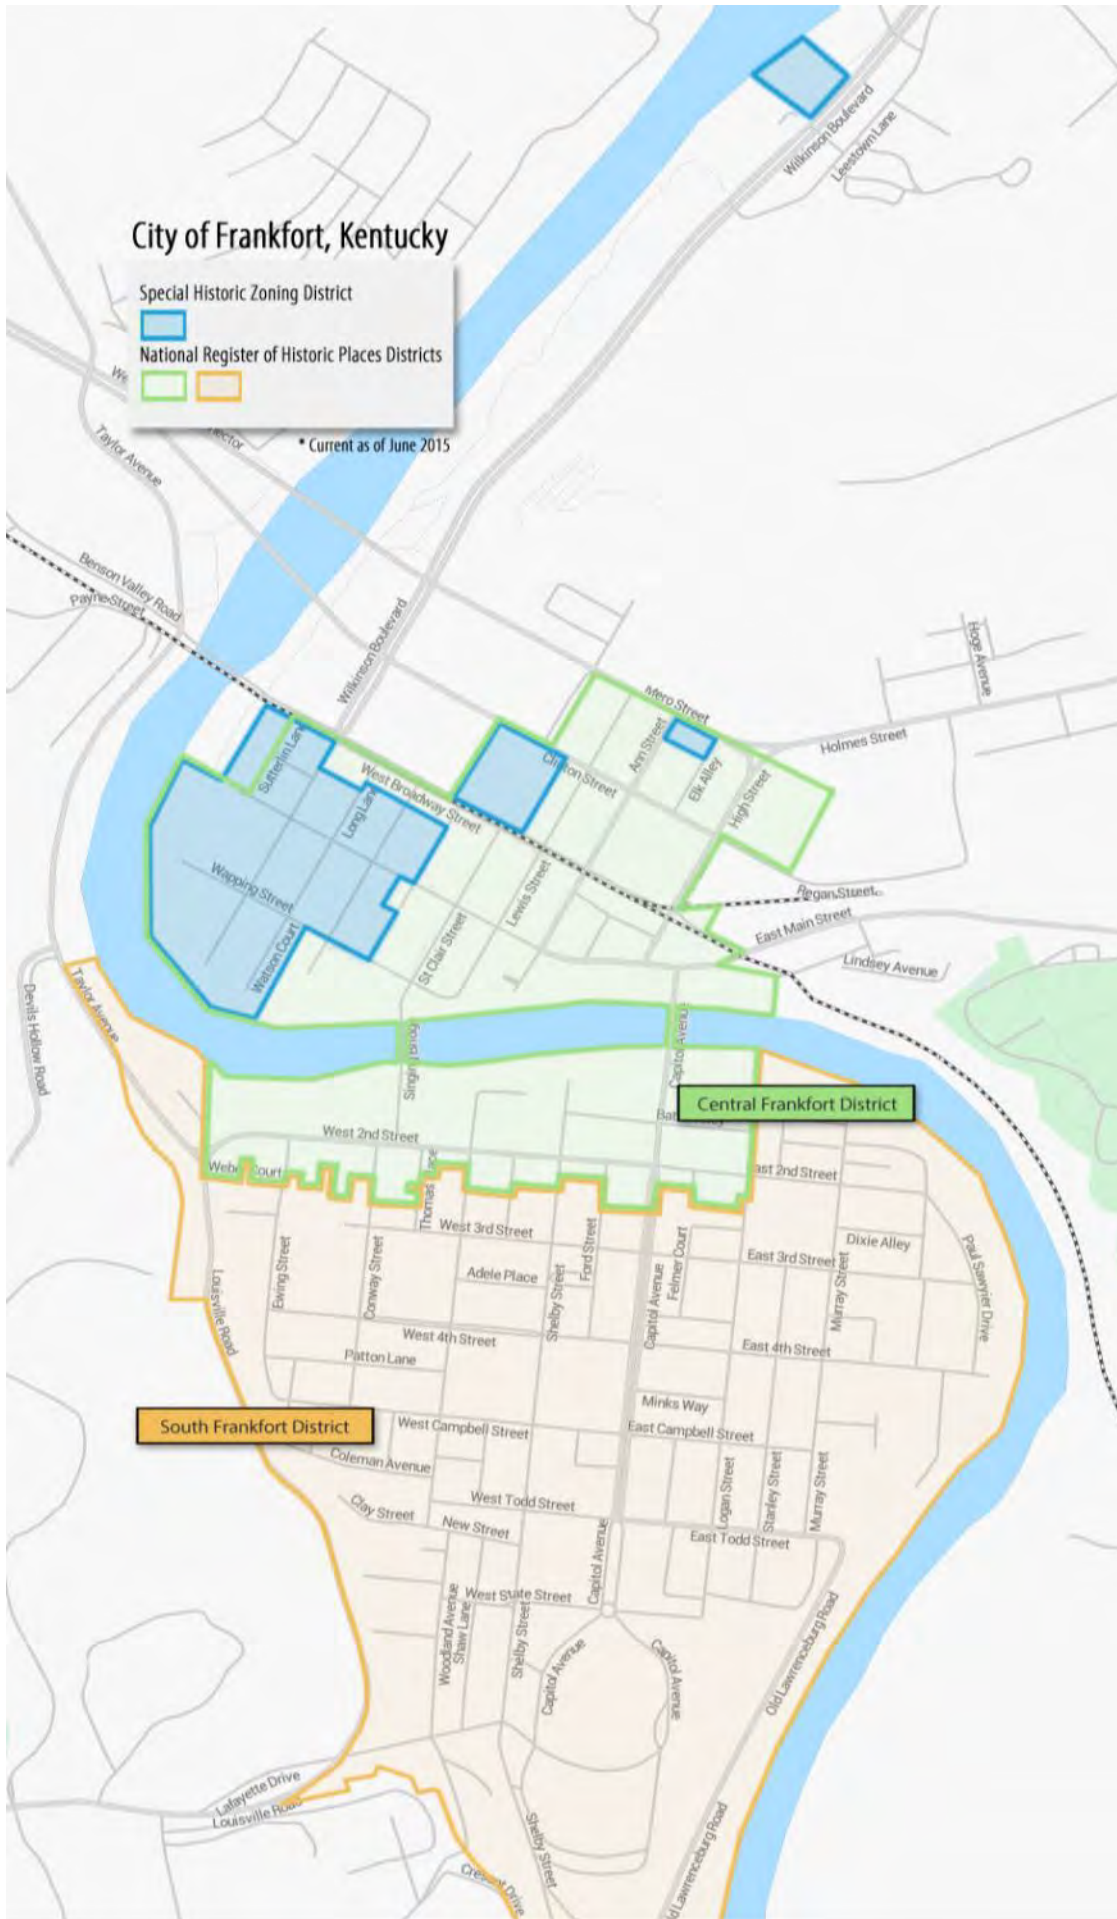 Wilkinson Boulevard
Leestown Lane
City of Frankfort, Kentucky
Special Historic Zoning District
National Register of Historic Places Districts
* Current as of June 2015
Taylor Avenue
Benson Valley Road
Payne Street
Wilkinson Boulevard
Hoge Avenue
Mero Street
Holmes Street
Ann Street
Clinton Street
Elk Alley
High Street
Sutterlin Lane
West Broadway Street
Long Lane
Wapping Street
Lewis Street
Regan Street
East Main Street
St Clair Street
Watson Court
Lindsey Avenue
Taylor Avenue
Devils Hollow Road
Capitol Avenue
Central Frankfort District
West 2nd Street
ast 2nd Street
West 3rd Street
Dixie Alley
East 3rd Street
Ford Street
Felmer Court
Paul Sawyier Drive
Ewing Street
Conway Street
Adele Place
Shelby Street
Capitol Avenue
Murray Street
Louisville Road
West 4th Street
East 4th Street
Patton Lane
Minks Way
South Frankfort District
West Campbell Street
East Campbell Street
Coleman Avenue
Logan Street
Stanley Street
Murray Street
West Todd Street
Clay Street
New Street
East Todd Street
Capitol Avenue
West State Street
Woodland Avenue
Shaw Lane
Shelby Street
Capitol Avenue
Capitol Avenue
Old Lawrenceburg Road
Lafayette Drive
Louisville Road
Shelby Street
Crescent Drive
ld Lawrenceburg Road